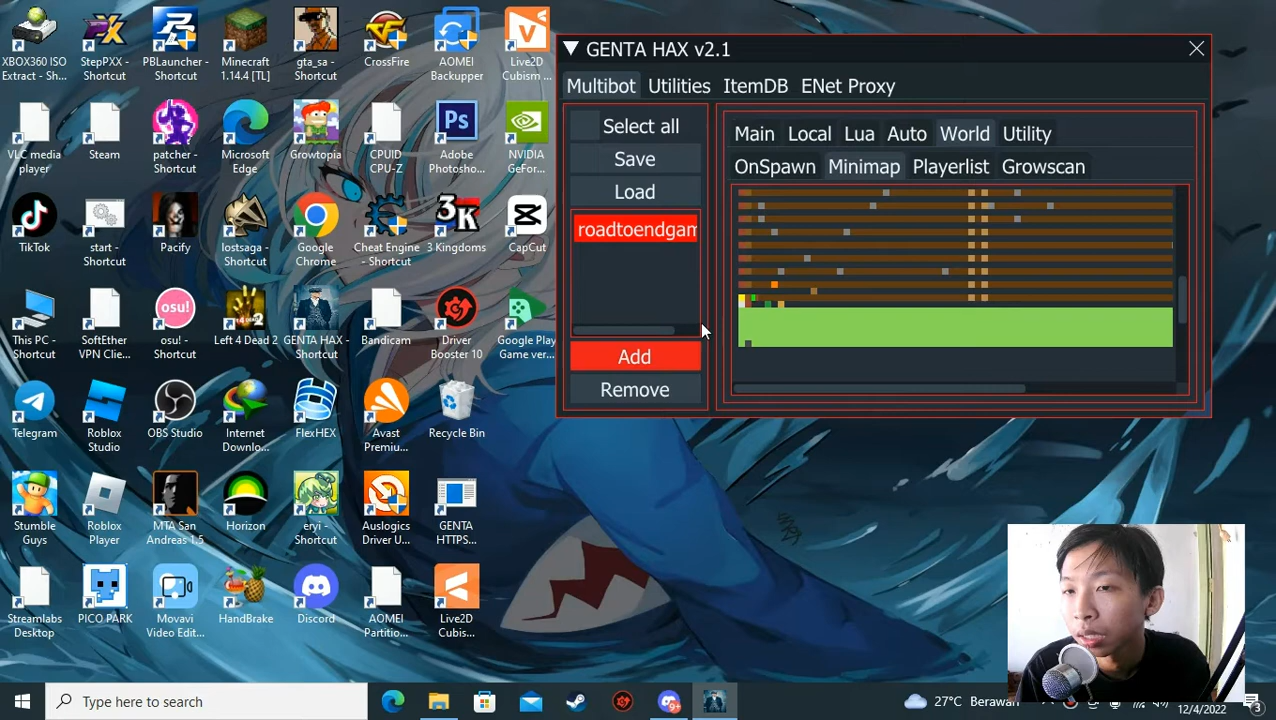 XBOX360 ISO
Extract - Sh...
StepPXX -
Shortcut
PBLauncher -
Shortcut
Minecraft
1.14.4 [TL]
gta_sa -
Shortcut
CrossFire
AOMEI
Backupper
Live2D
Cubism ...
VLC media
player
Steam
patcher -
Shortcut
Microsoft
Edge
Growtopia
CPUID
CPU-Z
Ps
Adobe
Photosho...
NVIDIA
GeFor...
TikTok
start -
Shortcut
Pacify
lostsaga -
Shortcut
Google
Chrome
Cheat Engine
- Shortcut
3K
3 Kingdoms
CapCut
This PC -
Shortcut
SoftEther
VPN Clie...
osu!
osu! -
Shortcut
Left 4 Dead 2
GENTA HAX -
Shortcut
Bandicam
Driver
Booster 10
Google Play
Game ver...
Telegram
Roblox
Studio
OBS Studio
Internet
Downlo...
FlexHEX
Avast
Premiu...
Recycle Bin
Stumble
Guys
Roblox
Player
MTA San
Andreas 1.5
Horizon
eryi -
Shortcut
Auslogics
Driver U...
GENTA
HTTPS...
Streamlabs
Desktop
PICO PARK
Movavi
Video Edit...
HandBrake
Discord
AOMEI
Partitio...
Live2D
Cubis...
GENTA HAX v2.1
Multibot Utilities ItemDB ENet Proxy
Select all
Save
Load
roadtoendgam
Add
Remove
Main Local Lua Auto World Utility
OnSpawn Minimap Playerlist Growscan
Type here to search
9+
27°C Berawan
12/4/2022
3